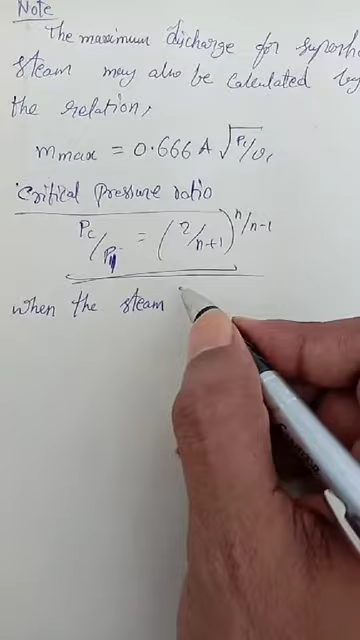 Note
The maximum discharge for superh
steam may also be calculated by
the relation,
mmax = 0.666 A √P₁/v₁
Critical Pressure ratio
Pc/P1 = (2/n+1)^n/n-1
when the steam